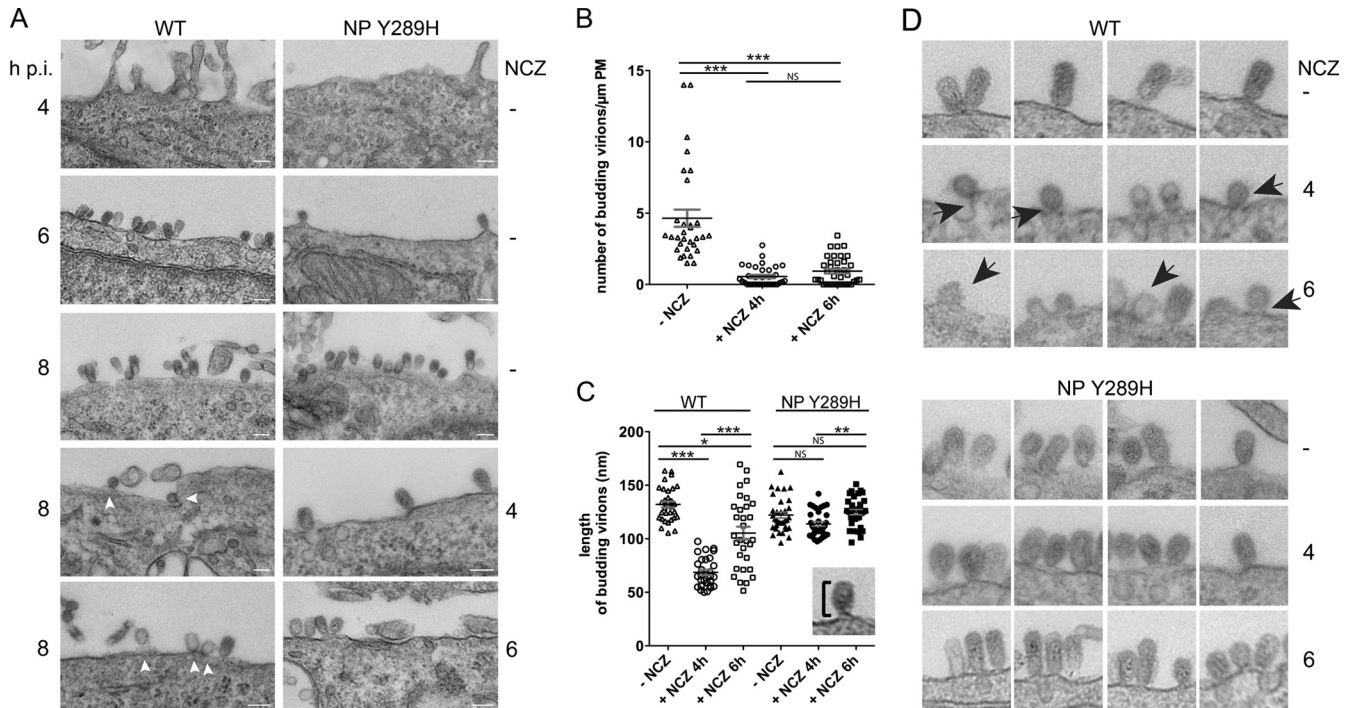 A
WT
NP Y289H
h p.i.
NCZ
4
-
6
-
8
-
8
4
8
6
B
number of budding virions/µm PM
15
10
5
0
***
***
NS
- NCZ
+ NCZ 4h
+ NCZ 6h
C
length
of budding virions (nm)
200
150
100
50
0
WT
NP Y289H
***
*
***
**
NS
NS
- NCZ
+ NCZ 4h
+ NCZ 6h
- NCZ
+ NCZ 4h
+ NCZ 6h
D
WT
NCZ
-
4
6
NP Y289H
-
4
6